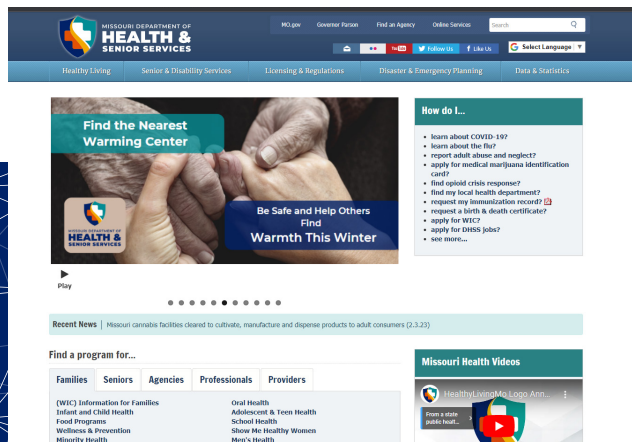 MISSOURI DEPARTMENT OF
HEALTH &
SENIOR SERVICES
MO.gov
Governor Parson
Find an Agency
Online Services
Search
You Tube
Follow Us
Like Us
G Select Language ▼
Healthy Living
Senior & Disability Services
Licensing & Regulations
Disaster & Emergency Planning
Data & Statistics
Find the Nearest
Warming Center
MISSOURI DEPARTMENT OF
HEALTH &
SENIOR SERVICES
Be Safe and Help Others
Find
Warmth This Winter
Play
How do I...
learn about COVID-19?
learn about the flu?
report adult abuse and neglect?
apply for medical marijuana identification
card?
find opioid crisis response?
find my local health department?
request my immunization record?
request a birth & death certificate?
apply for WIC?
apply for DHSS jobs?
see more...
Recent News | Missouri cannabis facilities cleared to cultivate, manufacture and dispense products to adult consumers (2.3.23)
Find a program for...
Families
Seniors
Agencies
Professionals
Providers
(WIC) Information for Families
Infant and Child Health
Food Programs
Wellness & Prevention
Minority Health
Oral Health
Adolescent & Teen Health
School Health
Show Me Healthy Women
Men's Health
Missouri Health Videos
HealthyLivingMo Logo Ann...
From a state
public healt...